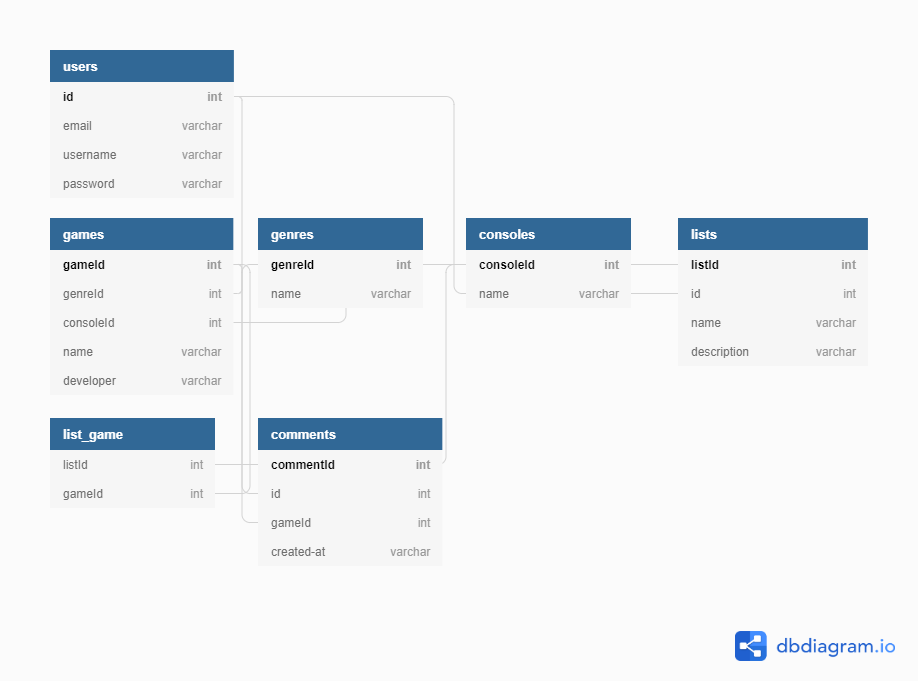 users
id int
email varchar
username varchar
password varchar
games
gameId int
genreId int
consoleId int
name varchar
developer varchar
genres
genreId int
name varchar
consoles
consoleId int
name varchar
lists
listId int
id int
name varchar
description varchar
list_game
listId int
gameId int
comments
commentId int
id int
gameId int
created-at varchar
dbdiagram.io